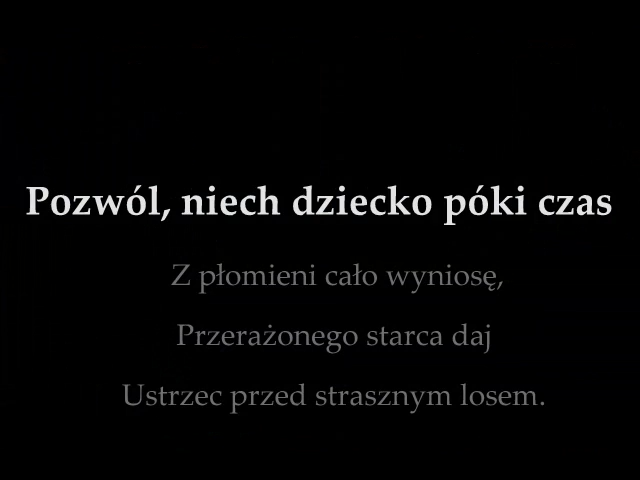 Pozwól, niech dziecko póki czas
Z płomieni cało wyniosę,
Przerażonego starca daj
Ustrzec przed strasznym losem.